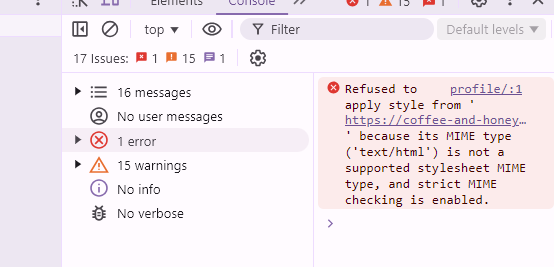 Elements
Console
1
15
1
top
Filter
Default levels
17 Issues:
1
15
1
16 messages
No user messages
1 error
15 warnings
No info
No verbose
Refused to profile/:1
apply style from '
https://coffee-and-honey…
' because its MIME type
('text/html') is not a
supported stylesheet MIME
type, and strict MIME
checking is enabled.